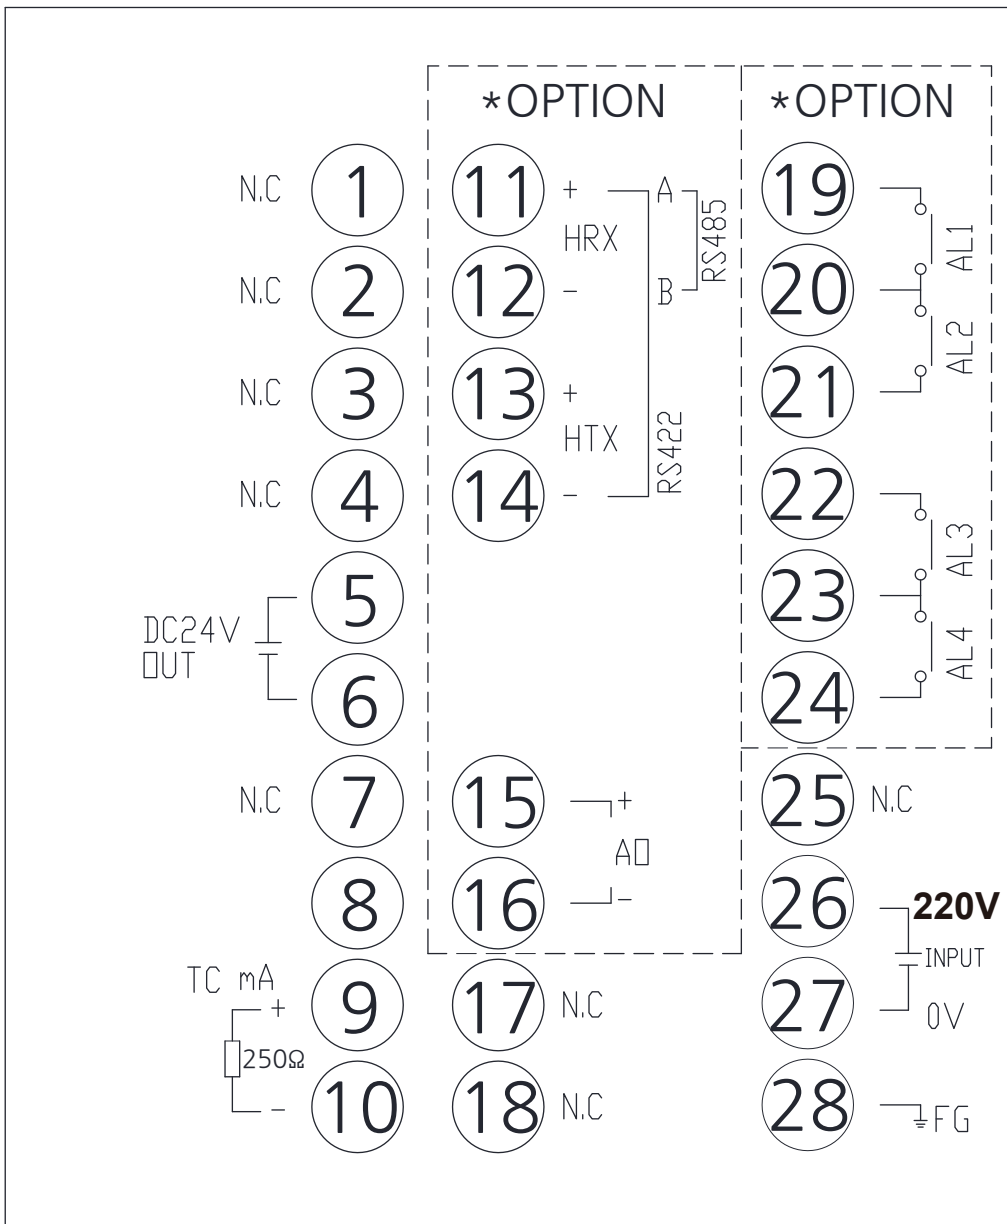 *OPTION *OPTION
N.C 1 11 + A 19
HRX RS485 AL1
N.C 2 12 - B 20
AL2
N.C 3 13 + 21
HTX RS422
N.C 4 14 - 22
AL3
5 23
DC24V
OUT AL4
6 24
N.C 7 15 + 25 N.C
AO
8 16 - 26 220V
INPUT
TC mA
+ 9 17 N.C 27 0V
250Ω
- 10 18 N.C 28 FG